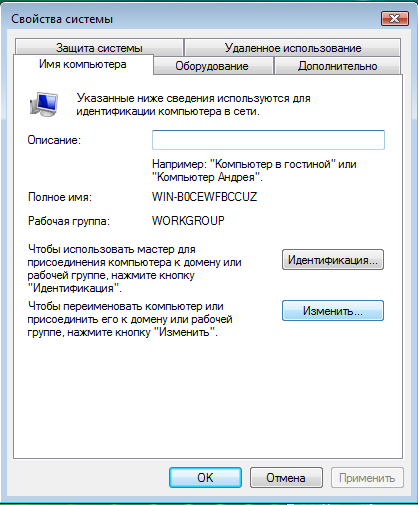 Свойства системы
Защита системы
Удаленное использование
Имя компьютера
Оборудование
Дополнительно
Указанные ниже сведения используются для
идентификации компьютера в сети.
Описание:
Например: "Компьютер в гостиной" или
"Компьютер Андрея".
Полное имя:
WIN-B0CEWFBCCUZ
Рабочая группа:
WORKGROUP
Чтобы использовать мастер для
присоединения компьютера к домену или
рабочей группе, нажмите кнопку
"Идентификация".
Идентификация...
Чтобы переименовать компьютер или
присоединить его к домену или рабочей
группе, нажмите кнопку "Изменить".
Изменить...
OK
Отмена
Применить